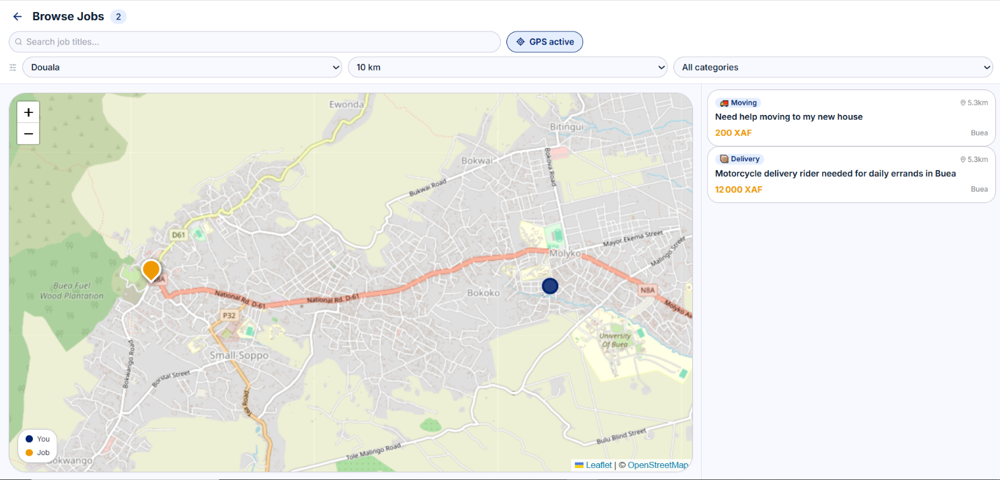 Browse Jobs 2
Search job titles...
GPS active
Douala
10 km
All categories
+
−
Ewonda
Bitingui
Bokova Road
Bokwai
Bukwai Road
D61
Mayor Ekema Street
Malingo Street
Molyko
N8A
Buea Fuel
Wood Plantation
Bokoko
N8A
National Rd. D-61
National Rd. D-61
Molyko Av
P32
University
Of Buea
Small-Soppo
Bokwango Road
Borstal Street
Tea Road
Bulu Blind Street
Tole Malingo Road
You
Job
okwango
Leaflet | © OpenStreetMap
Moving
5.3km
Need help moving to my new house
200 XAF
Buea
Delivery
5.3km
Motorcycle delivery rider needed for daily errands in Buea
12 000 XAF
Buea